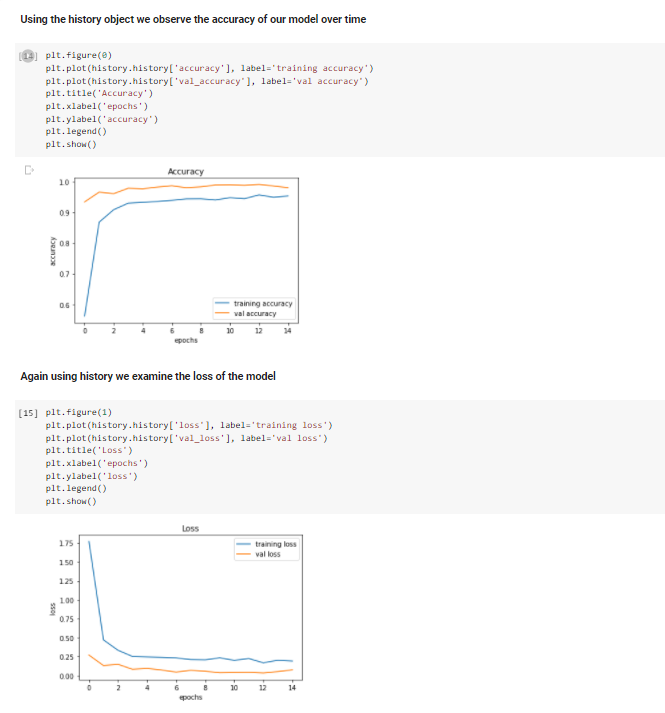 Using the history object we observe the accuracy of our model over time
plt.figure(0)
plt.plot(history.history['accuracy'], label='training accuracy')
plt.plot(history.history['val_accuracy'], label='val accuracy')
plt.title('Accuracy')
plt.xlabel('epochs')
plt.ylabel('accuracy')
plt.legend()
plt.show()
Accuracy
1.0
0.9
0.8
0.7
0.6
accuracy
training accuracy
val accuracy
0 2 4 6 8 10 12 14
epochs
Again using history we examine the loss of the model
[15] plt.figure(1)
plt.plot(history.history['loss'], label='training loss')
plt.plot(history.history['val_loss'], label='val loss')
plt.title('Loss')
plt.xlabel('epochs')
plt.ylabel('loss')
plt.legend()
plt.show()
Loss
training loss
val loss
1.75
1.50
1.25
1.00
0.75
0.50
0.25
0.00
loss
0 2 4 6 8 10 12 14
epochs